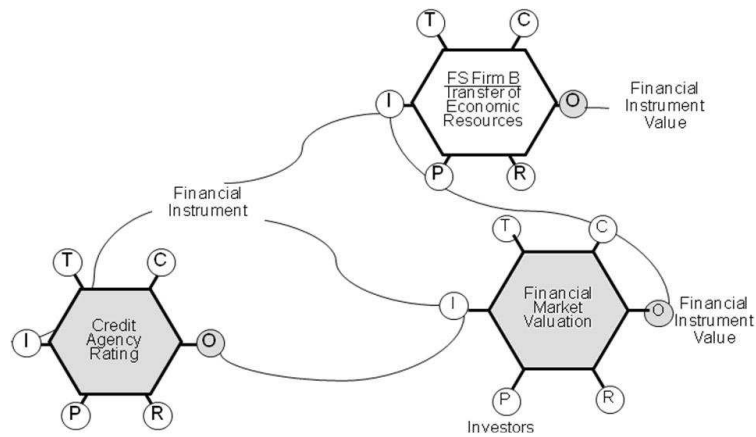 T
C
FS Firm B
Transfer of
Economic
Resources
I
O
Financial
Instrument
Value
P
R
Financial
Instrument
T
C
Credit
Agency
Rating
I
O
P
R
T
C
Financial
Market
Valuation
I
O
Financial
Instrument
Value
P
R
Investors